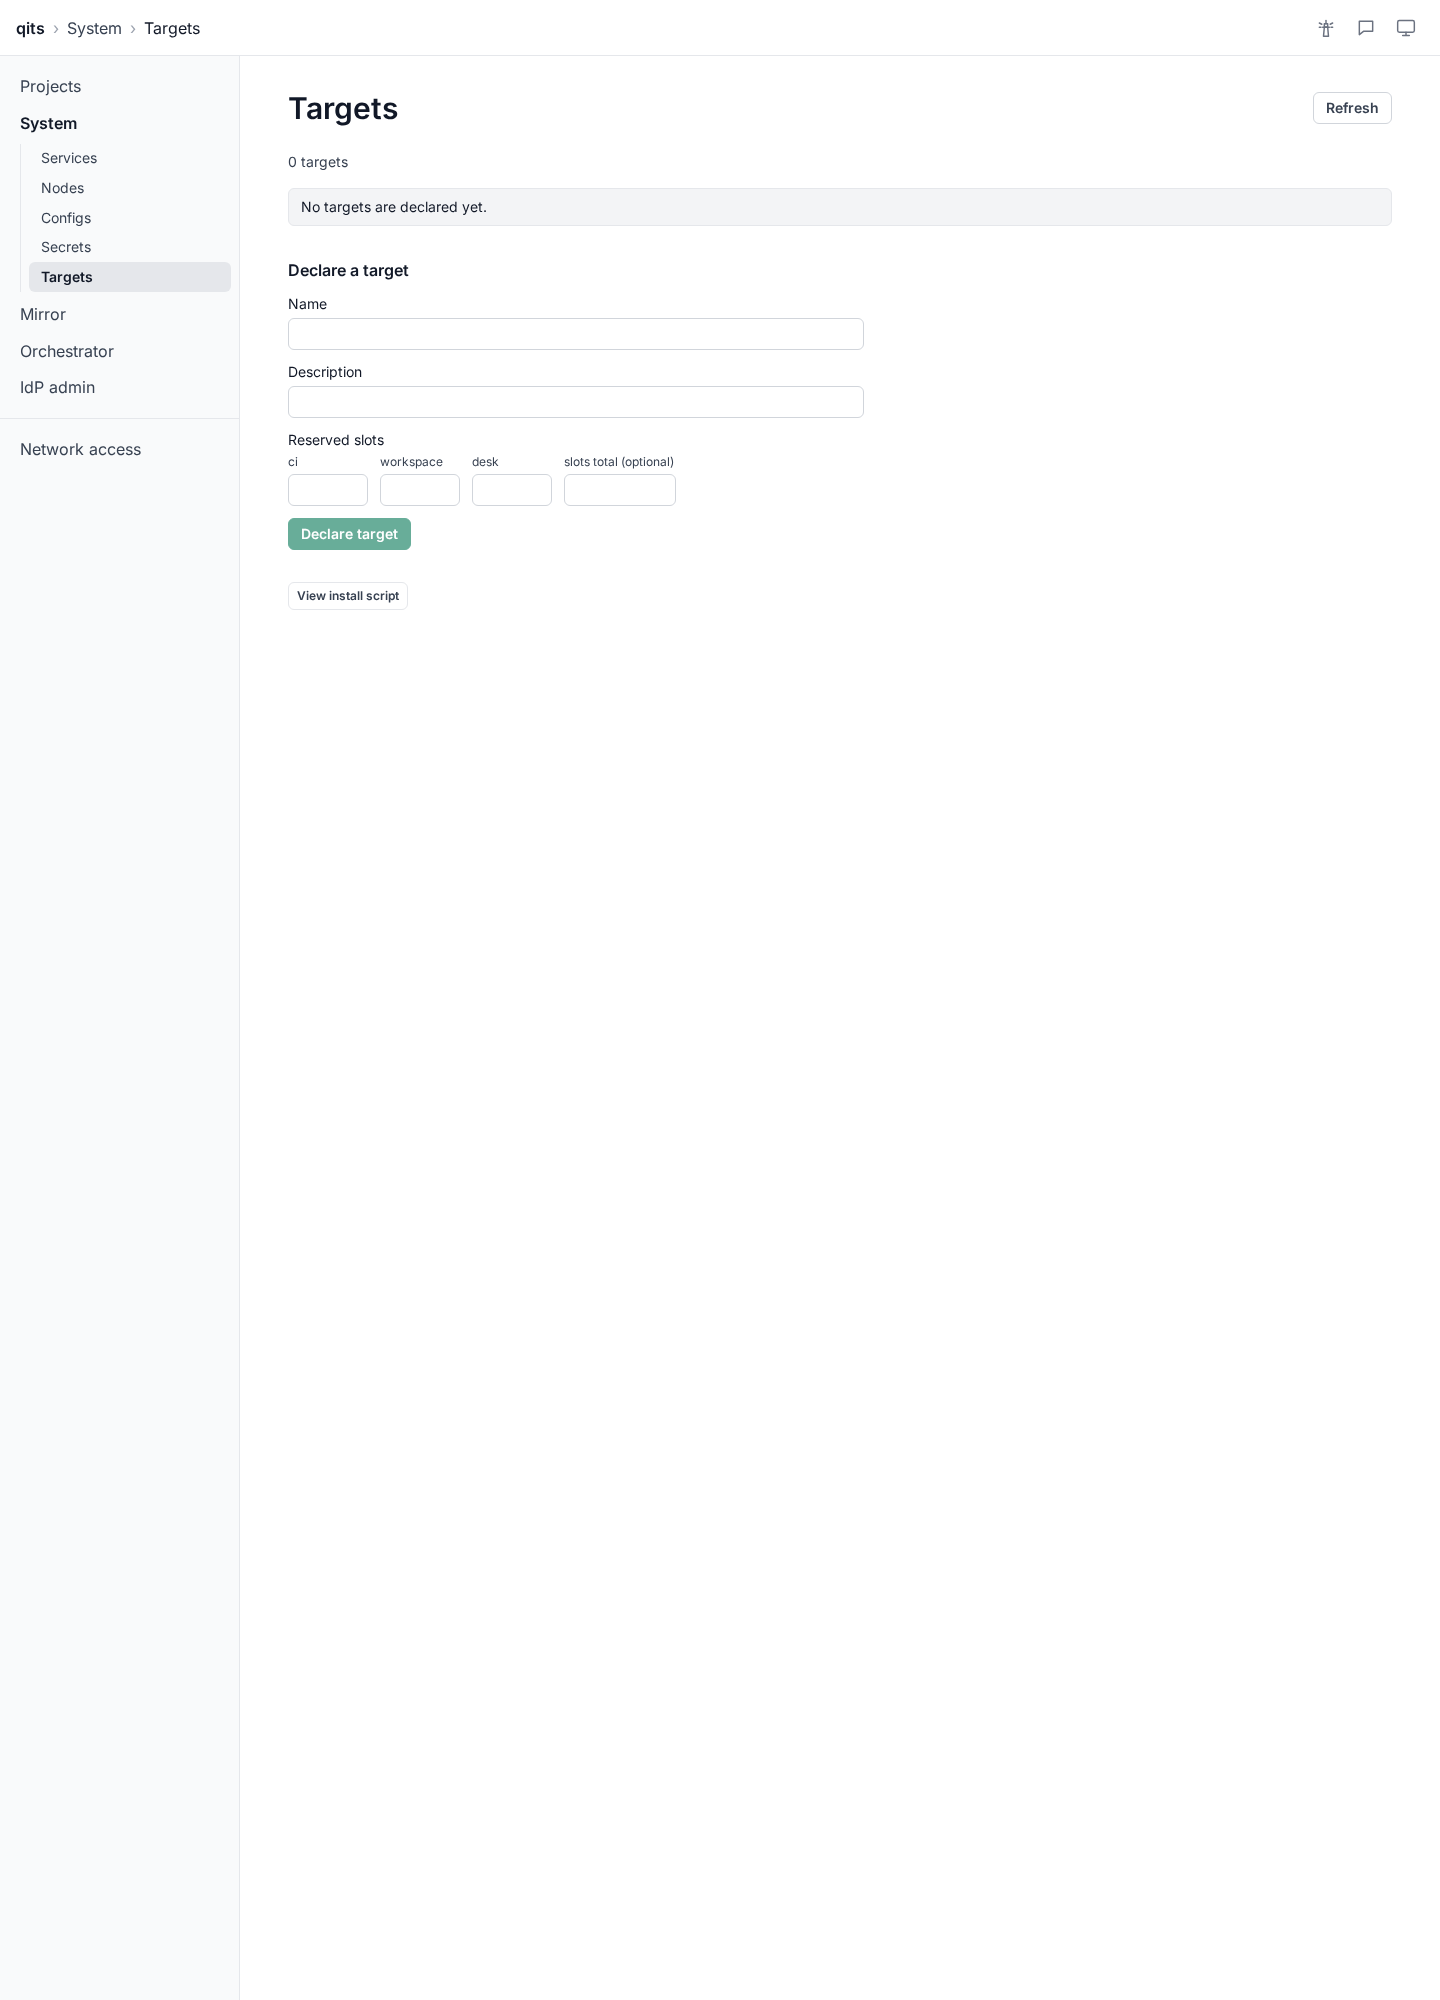 qits › System › Targets
Projects
System
Services
Nodes
Configs
Secrets
Targets
Mirror
Orchestrator
IdP admin
Network access
Targets
Refresh
0 targets
No targets are declared yet.
Declare a target
Name
Description
Reserved slots
ci workspace desk slots total (optional)
Declare target
View install script